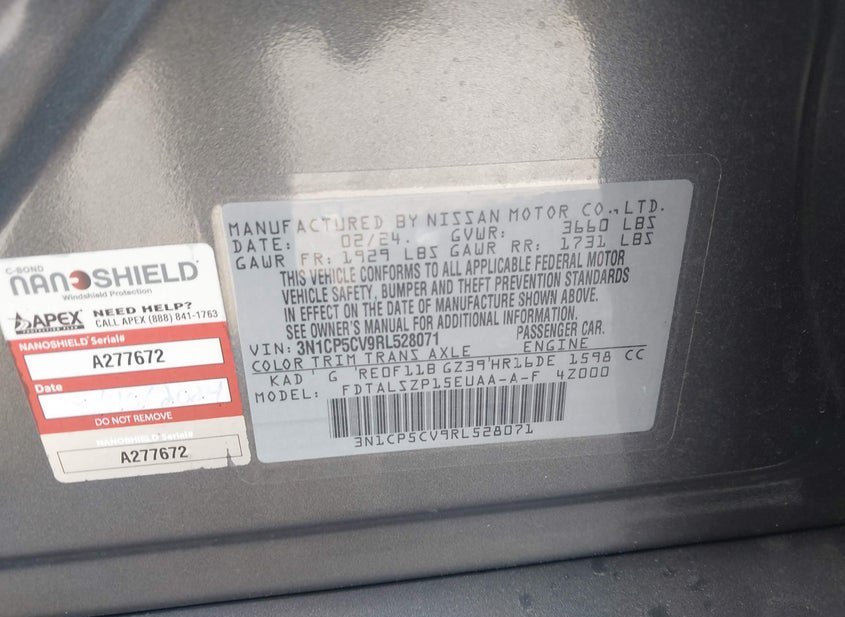 C-BOND
NANOSHIELD
Windshield Protection
APEX
NEED HELP?
CALL APEX (888) 841-1763
NANOSHIELD Serial#
A277672
Date
DO NOT REMOVE
NANOSHIELD Serial#
A277672
MANUFACTURED BY NISSAN MOTOR CO., LTD.
DATE: 02/24. GVWR: 3660 LBS
GAWR FR: 1929 LBS GAWR RR: 1731 LBS
THIS VEHICLE CONFORMS TO ALL APPLICABLE FEDERAL MOTOR
VEHICLE SAFETY, BUMPER AND THEFT PREVENTION STANDARDS
IN EFFECT ON THE DATE OF MANUFACTURE SHOWN ABOVE.
SEE OWNER'S MANUAL FOR ADDITIONAL INFORMATION.
VIN: 3N1CP5CV9RL528071 PASSENGER CAR.
COLOR TRIM TRANS AXLE ENGINE
KAD G RE0F11B GZ39 HR16DE 1598 CC
MODEL: FDTALSZP15EUAA-A-F 4Z000
3N1CP5CV9RL528071